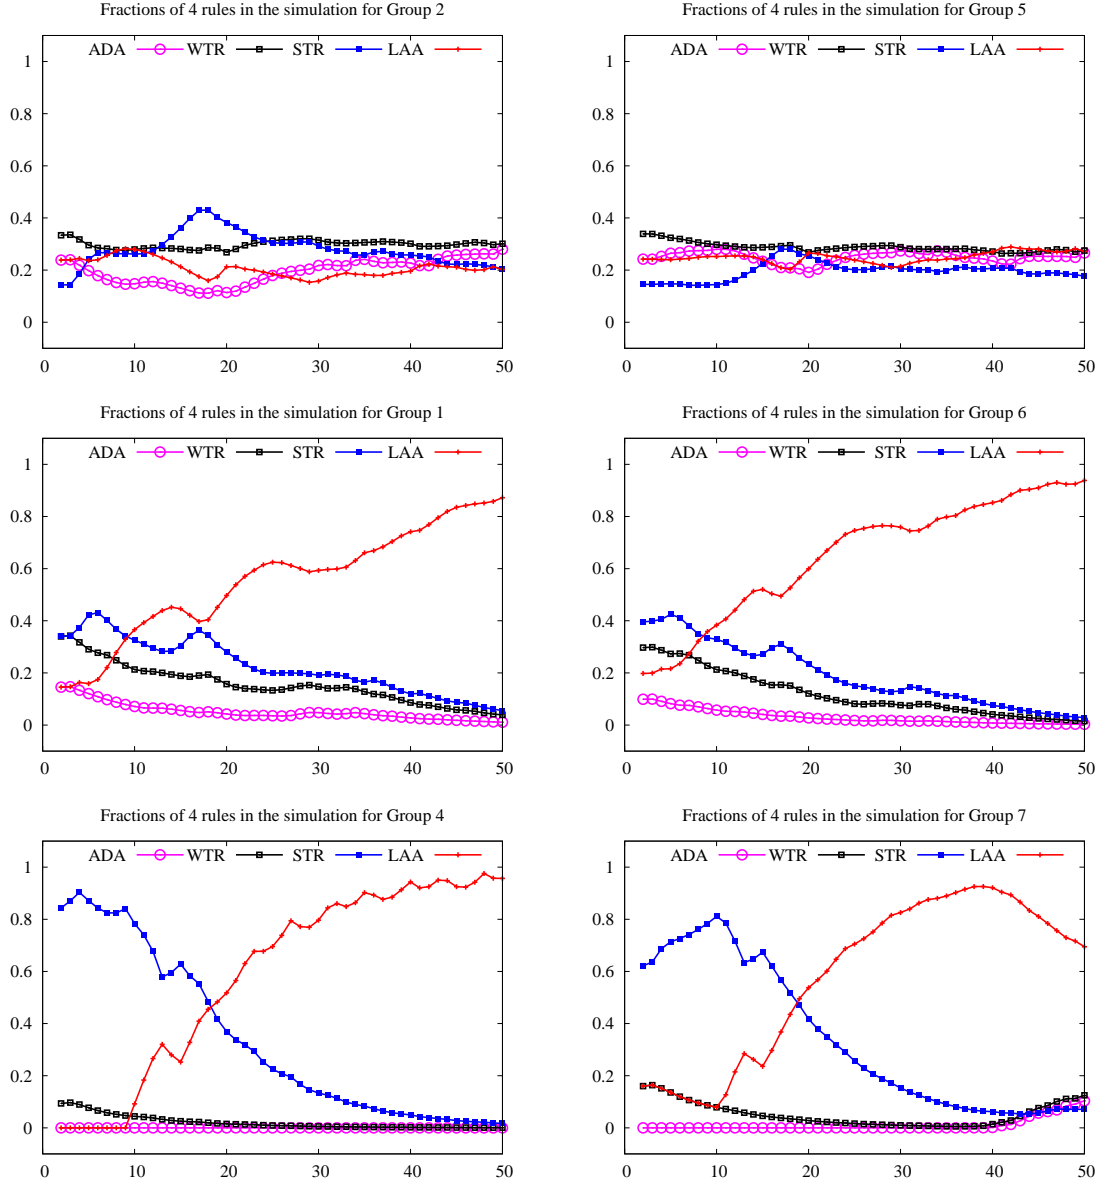 Fractions of 4 rules in the simulation for Group 2
ADA WTR STR LAA
1
0.8
0.6
0.4
0.2
0
0 10 20 30 40 50
Fractions of 4 rules in the simulation for Group 5
ADA WTR STR LAA
1
0.8
0.6
0.4
0.2
0
0 10 20 30 40 50
Fractions of 4 rules in the simulation for Group 1
ADA WTR STR LAA
1
0.8
0.6
0.4
0.2
0
0 10 20 30 40 50
Fractions of 4 rules in the simulation for Group 6
ADA WTR STR LAA
1
0.8
0.6
0.4
0.2
0
0 10 20 30 40 50
Fractions of 4 rules in the simulation for Group 4
ADA WTR STR LAA
1
0.8
0.6
0.4
0.2
0
0 10 20 30 40 50
Fractions of 4 rules in the simulation for Group 7
ADA WTR STR LAA
1
0.8
0.6
0.4
0.2
0
0 10 20 30 40 50